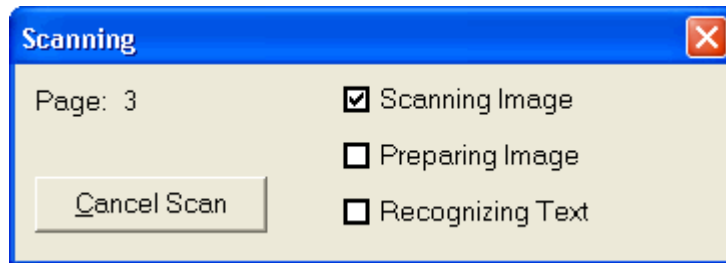 Scanning
Page: 3
Scanning Image
Preparing Image
Cancel Scan
Recognizing Text